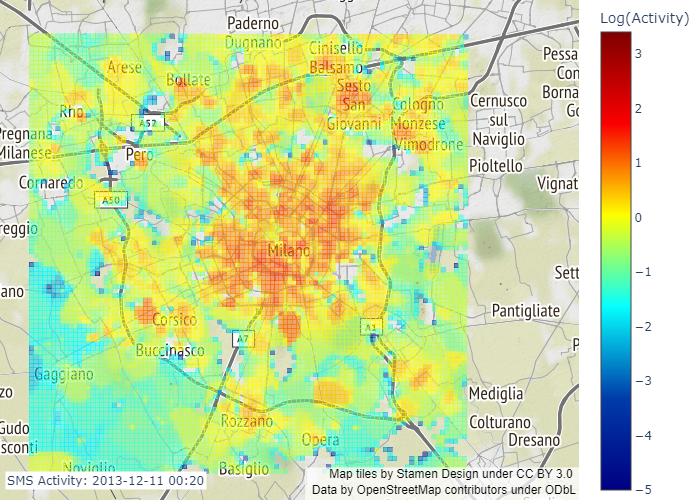 Log(Activity)
3
2
1
0
−1
−2
−3
−4
−5
Paderno
Dugnano
Cinisello
Balsamo
Arese
Bollate
Sesto
San
Giovanni
Cologno
Monzese
Vimodrone
Cernusco
sul
Naviglio
Pioltello
Pessa
Con
Borna
Go
Rho
A52
Pero
Pregnana
Milanese
Cornaredo
A50
reggio
Vignat
Milano
ano
Sett
Pantigliate
Corsico
Buccinasco
A7
A1
P
Gaggiano
zo
Gudo
sconti
Rozzano
Opera
Mediglia
Colturano
Dresano
Noviglio
Basiglio
SMS Activity: 2013-12-11 00:20
Map tiles by Stamen Design under CC BY 3.0
Data by OpenStreetMap contributors under ODbL